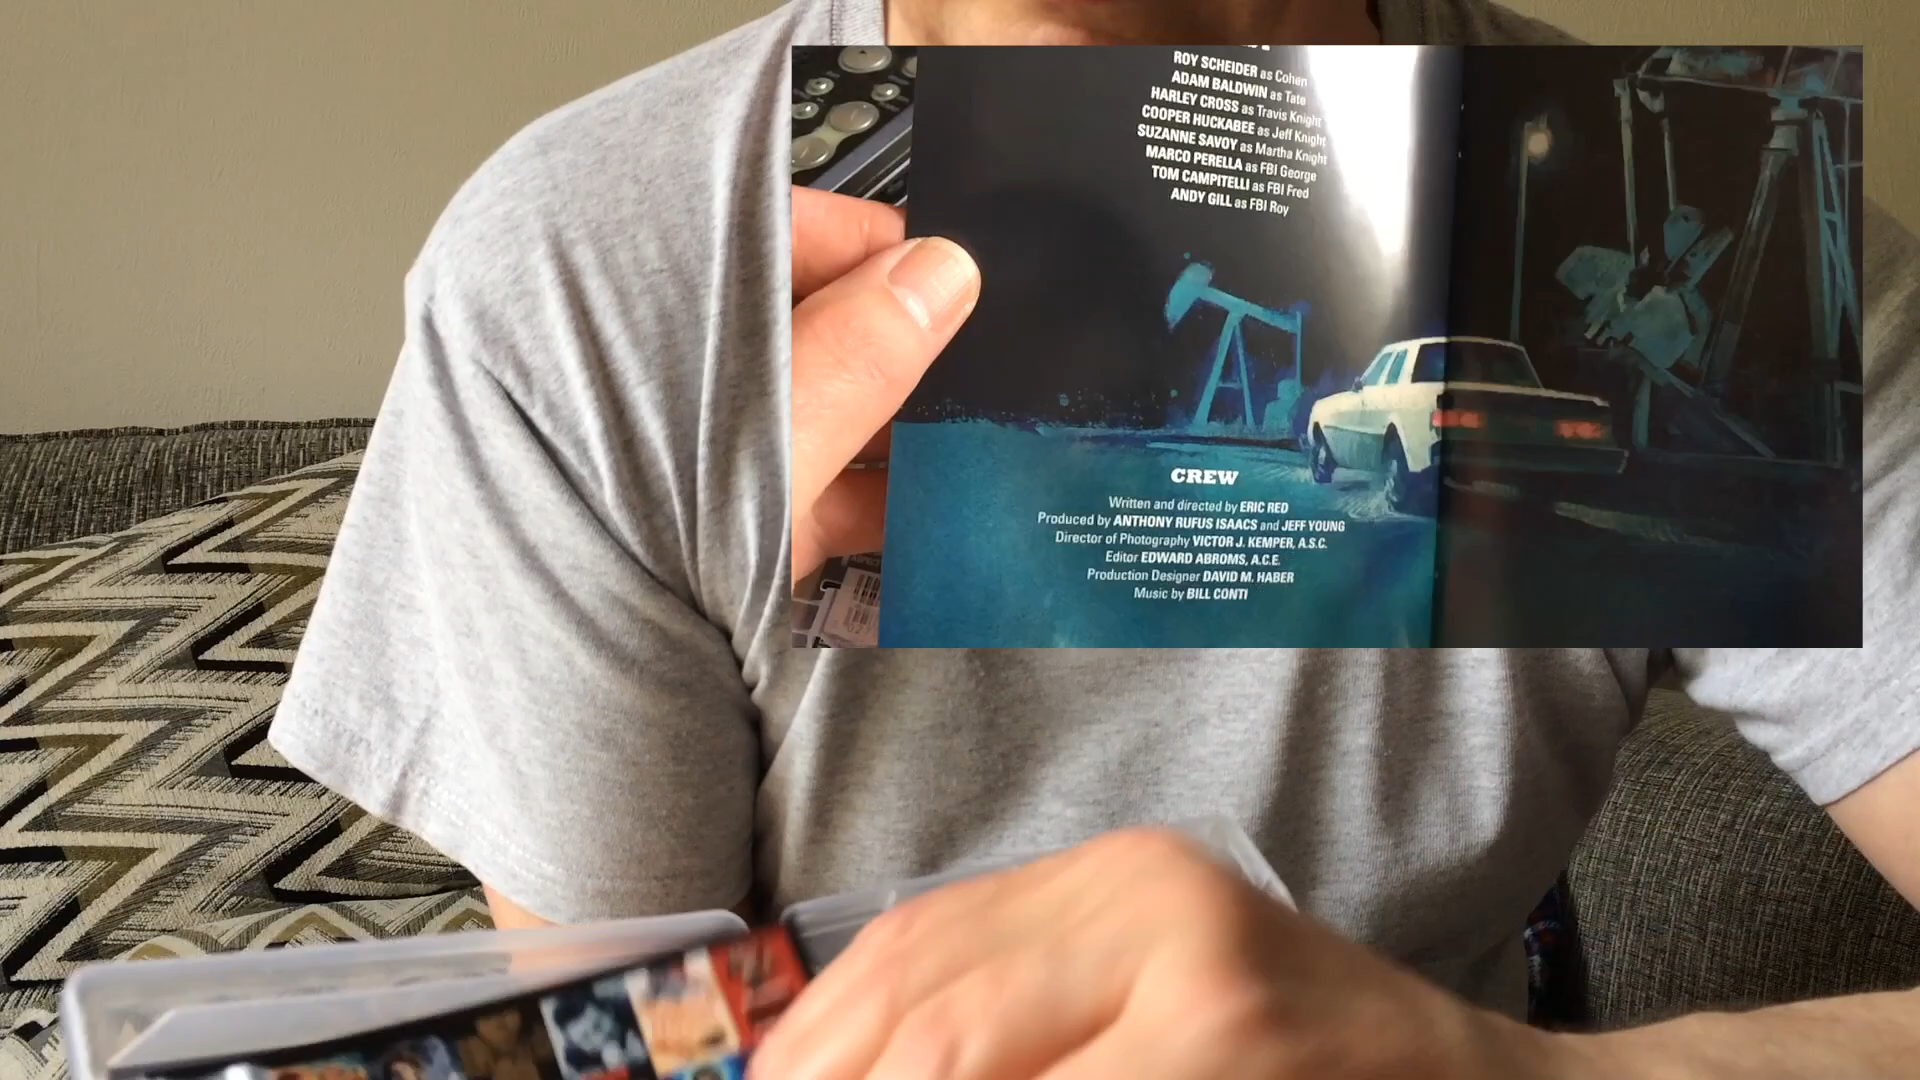 ROY SCHEIDER as Cohen
ADAM BALDWIN as Tate
HARLEY CROSS as Travis Knight
COOPER HUCKABEE as Jeff Knight
SUZANNE SAVOY as Martha Knight
MARCO PERELLA as FBI George
TOM CAMPITELLI as FBI Fred
ANDY GILL as FBI Roy
CREW
Written and directed by ERIC RED
Produced by ANTHONY RUFUS ISAACS and JEFF YOUNG
Director of Photography VICTOR J. KEMPER, A.S.C.
Editor EDWARD ABROMS, A.C.E.
Production Designer DAVID M. HABER
Music by BILL CONTI